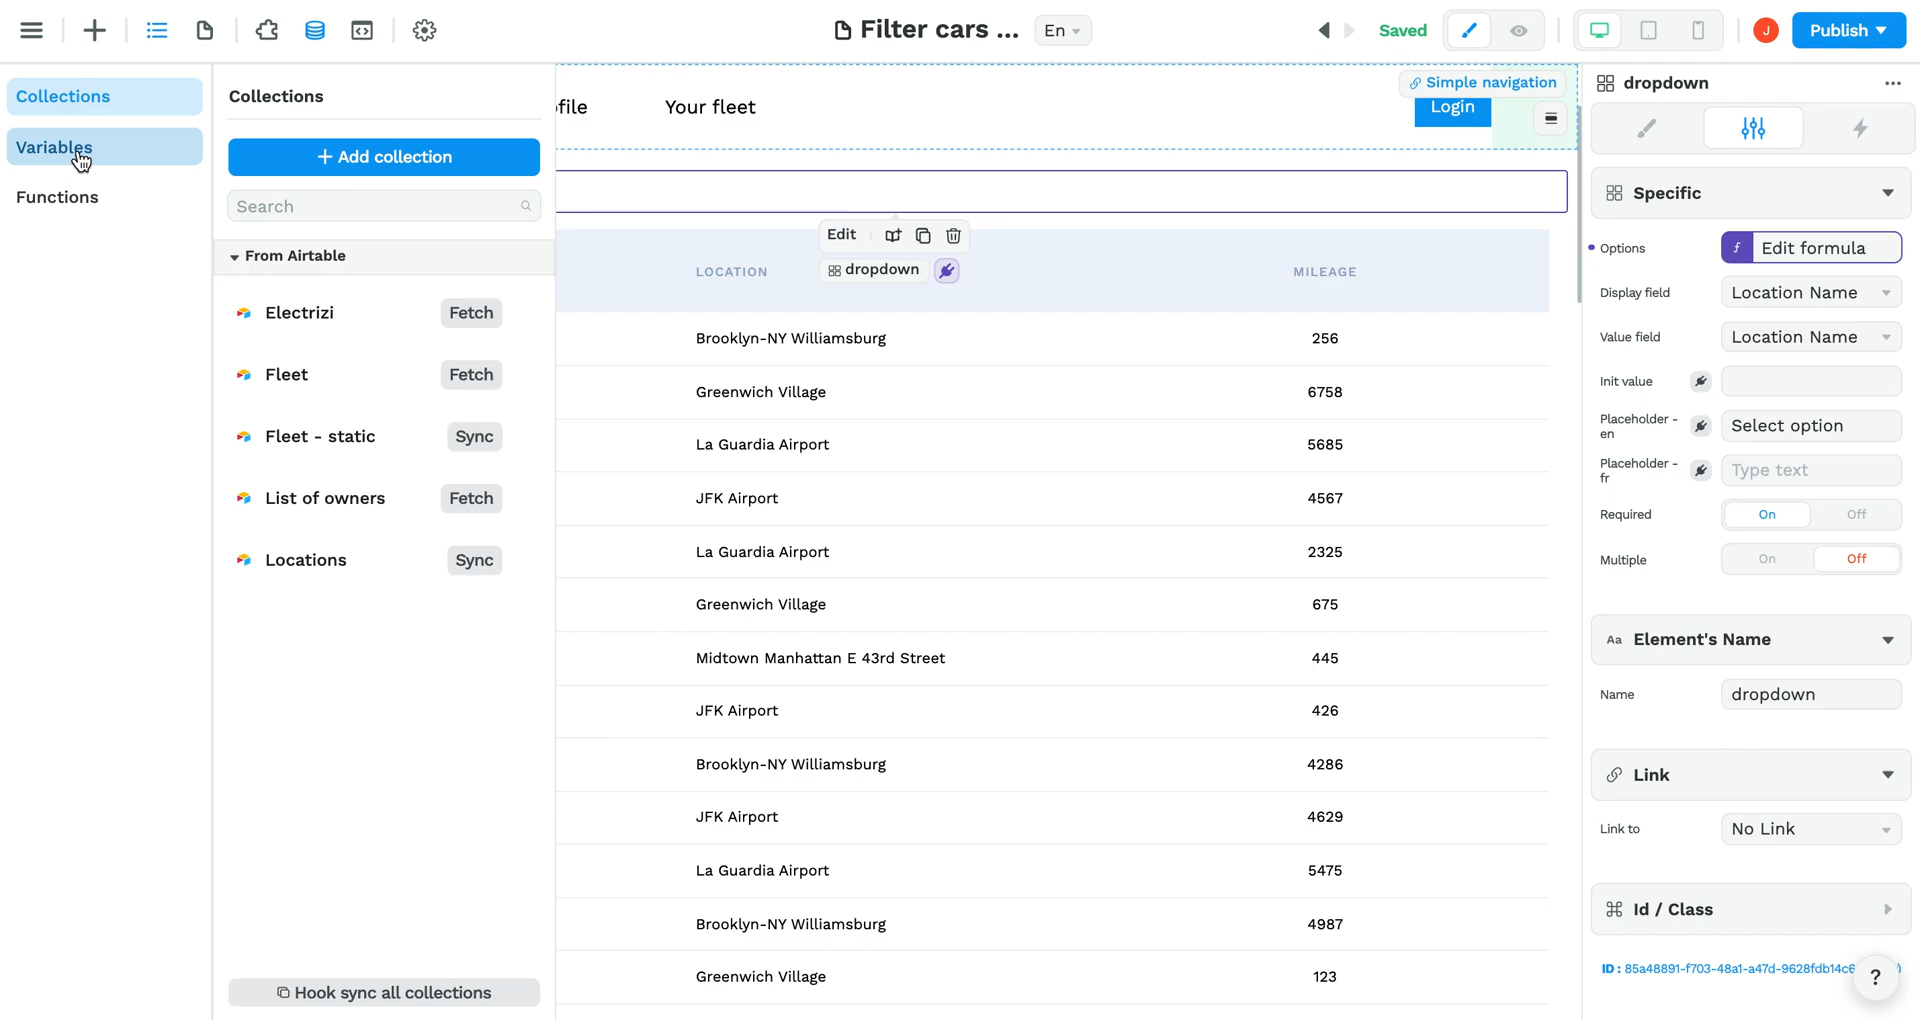 Filter cars ...
En
Saved
J
Publish
Collections
Variables
Functions
Collections
+ Add collection
Search
From Airtable
Electrizi
Fetch
Fleet
Fetch
Fleet - static
Sync
List of owners
Fetch
Locations
Sync
Hook sync all collections
ofile
Your fleet
Simple navigation
Login
Edit
dropdown
LOCATION
MILEAGE
Brooklyn-NY Williamsburg 256
Greenwich Village 6758
La Guardia Airport 5685
JFK Airport 4567
La Guardia Airport 2325
Greenwich Village 675
Midtown Manhattan E 43rd Street 445
JFK Airport 426
Brooklyn-NY Williamsburg 4286
JFK Airport 4629
La Guardia Airport 5475
Brooklyn-NY Williamsburg 4987
Greenwich Village 123
dropdown
Specific
Options
f Edit formula
Display field
Location Name
Value field
Location Name
Init value
Placeholder -
en
Select option
Placeholder -
fr
Type text
Required
On Off
Multiple
On Off
Aa Element's Name
Name
dropdown
Link
Link to
No Link
Id / Class
ID : 85a48891-f703-48a1-a47d-9628fdb14c6
?